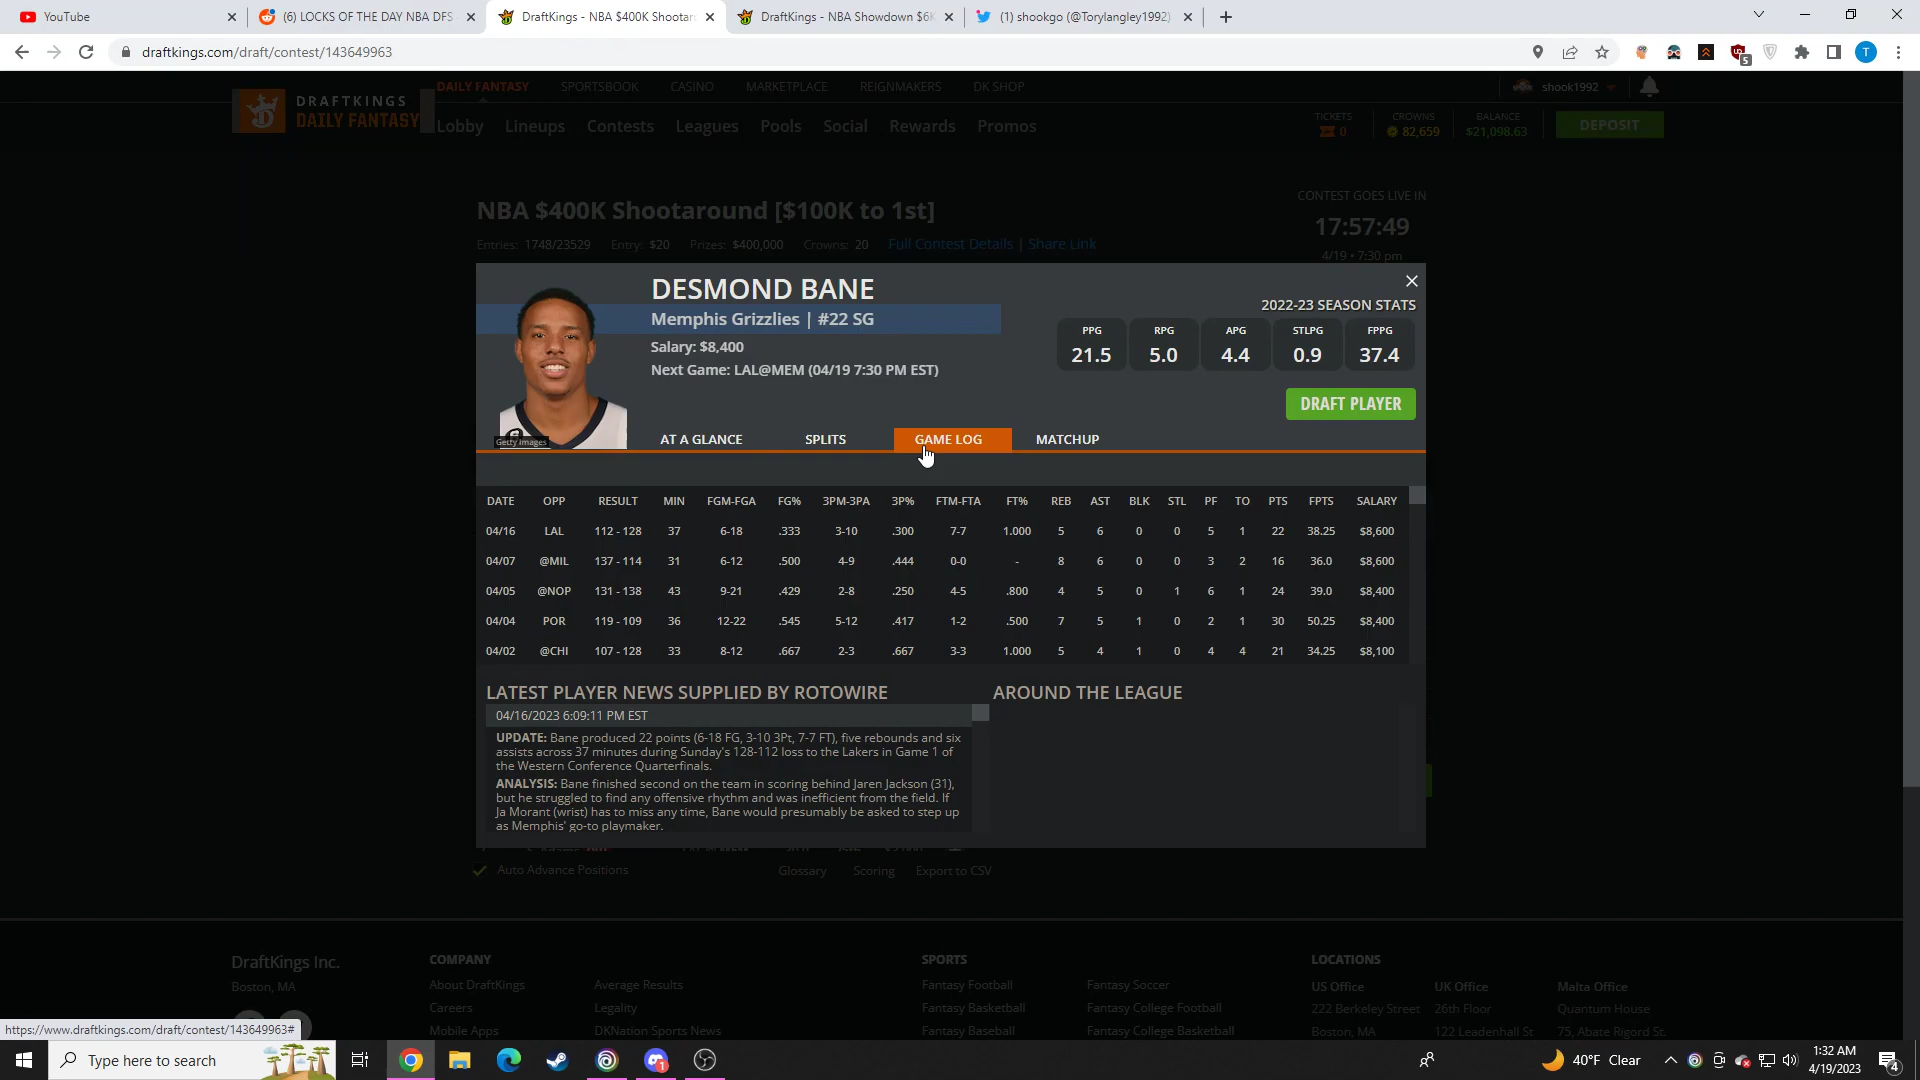 YouTube
(6) LOCKS OF THE DAY NBA DFS
DraftKings - NBA $400K Shootar
DraftKings - NBA Showdown $6K
(1) shookgo (@Torylangley1992)
draftkings.com/draft/contest/143649963
5
T
DRAFTKINGS
DAILY FANTASY
DAILY FANTASY SPORTSBOOK CASINO MARKETPLACE REIGNMAKERS DK SHOP
shook1992
Lobby Lineups Contests Leagues Pools Social Rewards Promos
TICKETS
0
CROWNS
82,659
BALANCE
$21,098.63
DEPOSIT
NBA $400K Shootaround [$100K to 1st]
CONTEST GOES LIVE IN
17:57:49
4/19 • 7:30 pm
Entries: 1748/23529 Entry: $20 Prizes: $400,000 Crowns: 20 Full Contest Details | Share Link
DESMOND BANE
Memphis Grizzlies | #22 SG
Salary: $8,400
Next Game: LAL@MEM (04/19 7:30 PM EST)
Getty Images
2022-23 SEASON STATS
PPG RPG APG STLPG FPPG
21.5 5.0 4.4 0.9 37.4
DRAFT PLAYER
AT A GLANCE SPLITS GAME LOG MATCHUP
DATE OPP RESULT MIN FGM-FGA FG% 3PM-3PA 3P% FTM-FTA FT% REB AST BLK STL PF TO PTS FPTS SALARY
04/16 LAL 112 - 128 37 6-18 .333 3-10 .300 7-7 1.000 5 6 0 0 5 1 22 38.25 $8,600
04/07 @MIL 137 - 114 31 6-12 .500 4-9 .444 0-0 - 8 6 0 0 3 2 16 36.0 $8,600
04/05 @NOP 131 - 138 43 9-21 .429 2-8 .250 4-5 .800 4 5 0 1 6 1 24 39.0 $8,400
04/04 POR 119 - 109 36 12-22 .545 5-12 .417 1-2 .500 7 5 1 0 2 1 30 50.25 $8,400
04/02 @CHI 107 - 128 33 8-12 .667 2-3 .667 3-3 1.000 5 4 1 0 4 4 21 34.25 $8,100
LATEST PLAYER NEWS SUPPLIED BY ROTOWIRE
04/16/2023 6:09:11 PM EST
UPDATE: Bane produced 22 points (6-18 FG, 3-10 3Pt, 7-7 FT), five rebounds and six
assists across 37 minutes during Sunday's 128-112 loss to the Lakers in Game 1 of
the Western Conference Quarterfinals.
ANALYSIS: Bane finished second on the team in scoring behind Jaren Jackson (31),
but he struggled to find any offensive rhythm and was inefficient from the field. If
Ja Morant (wrist) has to miss any time, Bane would presumably be asked to step up
as Memphis' go-to playmaker.
AROUND THE LEAGUE
Auto Advance Positions
Glossary Scoring Export to CSV
DraftKings Inc.
Boston, MA
COMPANY
About DraftKings Average Results
Careers Legality
Mobile Apps DKNation Sports News
SPORTS
Fantasy Football Fantasy Soccer
Fantasy Basketball Fantasy College Football
Fantasy Baseball Fantasy College Basketball
LOCATIONS
US Office UK Office Malta Office
222 Berkeley Street 26th Floor Quantum House
Boston, MA 122 Leadenhall St 75, Abate Rigord St.
https://www.draftkings.com/draft/contest/143649963#
Type here to search
1
40°F Clear
1:32 AM
4/19/2023
4